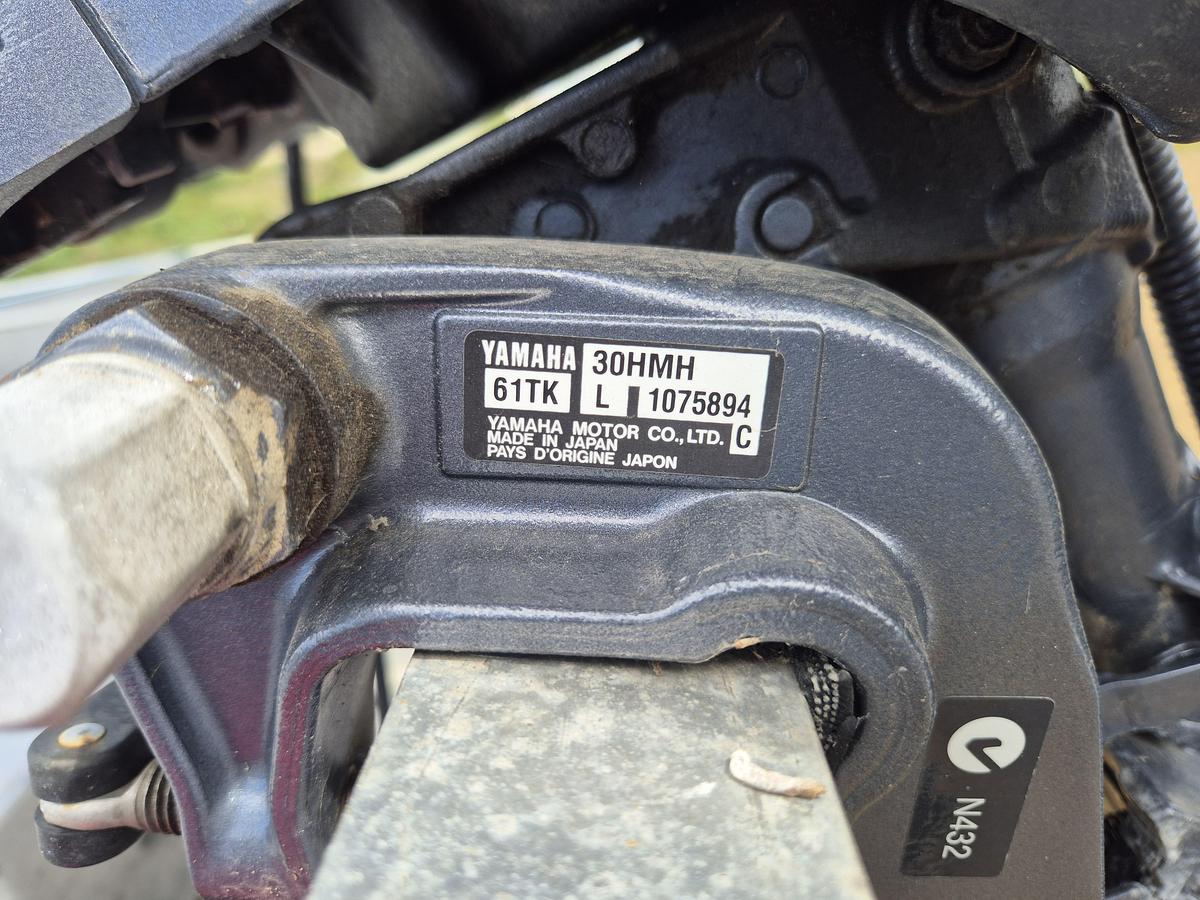 YAMAHA 30HMH
61TK L 1075894
YAMAHA MOTOR CO., LTD. C
MADE IN JAPAN
PAYS D'ORIGINE JAPON
N432